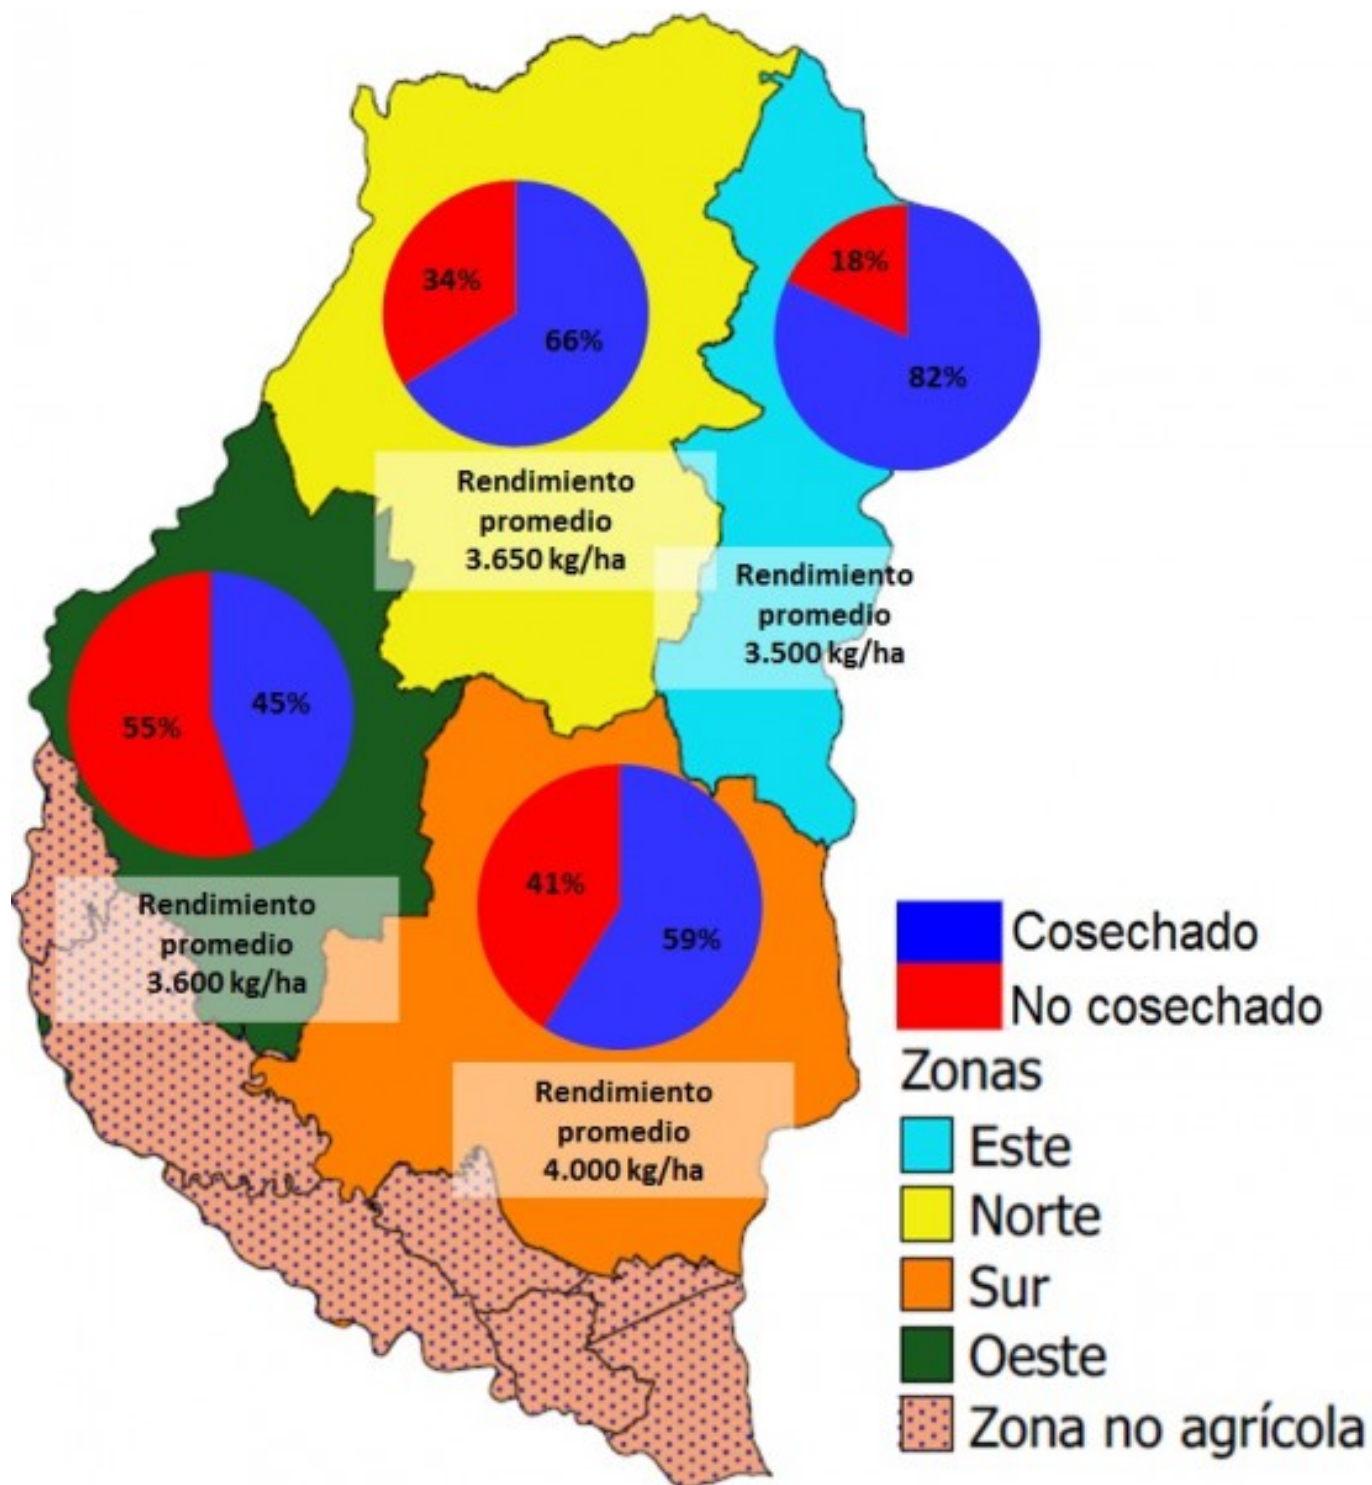 34%
66%
18%
82%
Rendimiento
promedio
3.650 kg/ha
Rendimiento
promedio
3.500 kg/ha
55%
45%
41%
59%
Rendimiento
promedio
3.600 kg/ha
Rendimiento
promedio
4.000 kg/ha
Cosechado
No cosechado
Zonas
Este
Norte
Sur
Oeste
Zona no agrícola